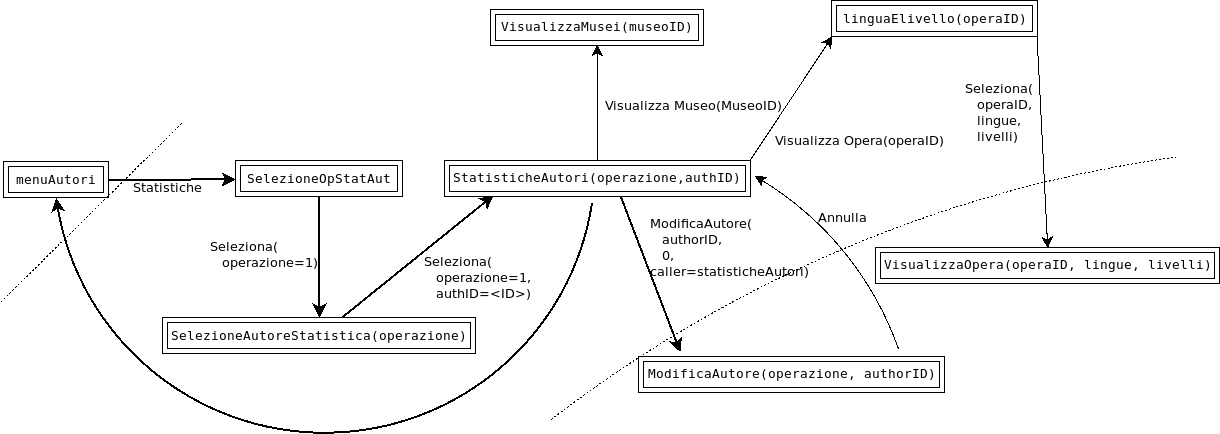 VisualizzaMusei(museoID)
linguaElivello(operaID)
Seleziona(
operaID,
lingue,
livelli)
Visualizza Museo(MuseoID)
Visualizza Opera(operaID)
menuAutori
Statistiche
SelezioneOpStatAut
StatisticheAutori(operazione,authID)
Seleziona(
operazione=1)
Seleziona(
operazione=1,
authID=<ID>)
ModificaAutore(
authorID,
0,
caller=statisticheAutori)
Annulla
VisualizzaOpera(operaID, lingue, livelli)
SelezioneAutoreStatistica(operazione)
ModificaAutore(operazione, authorID)